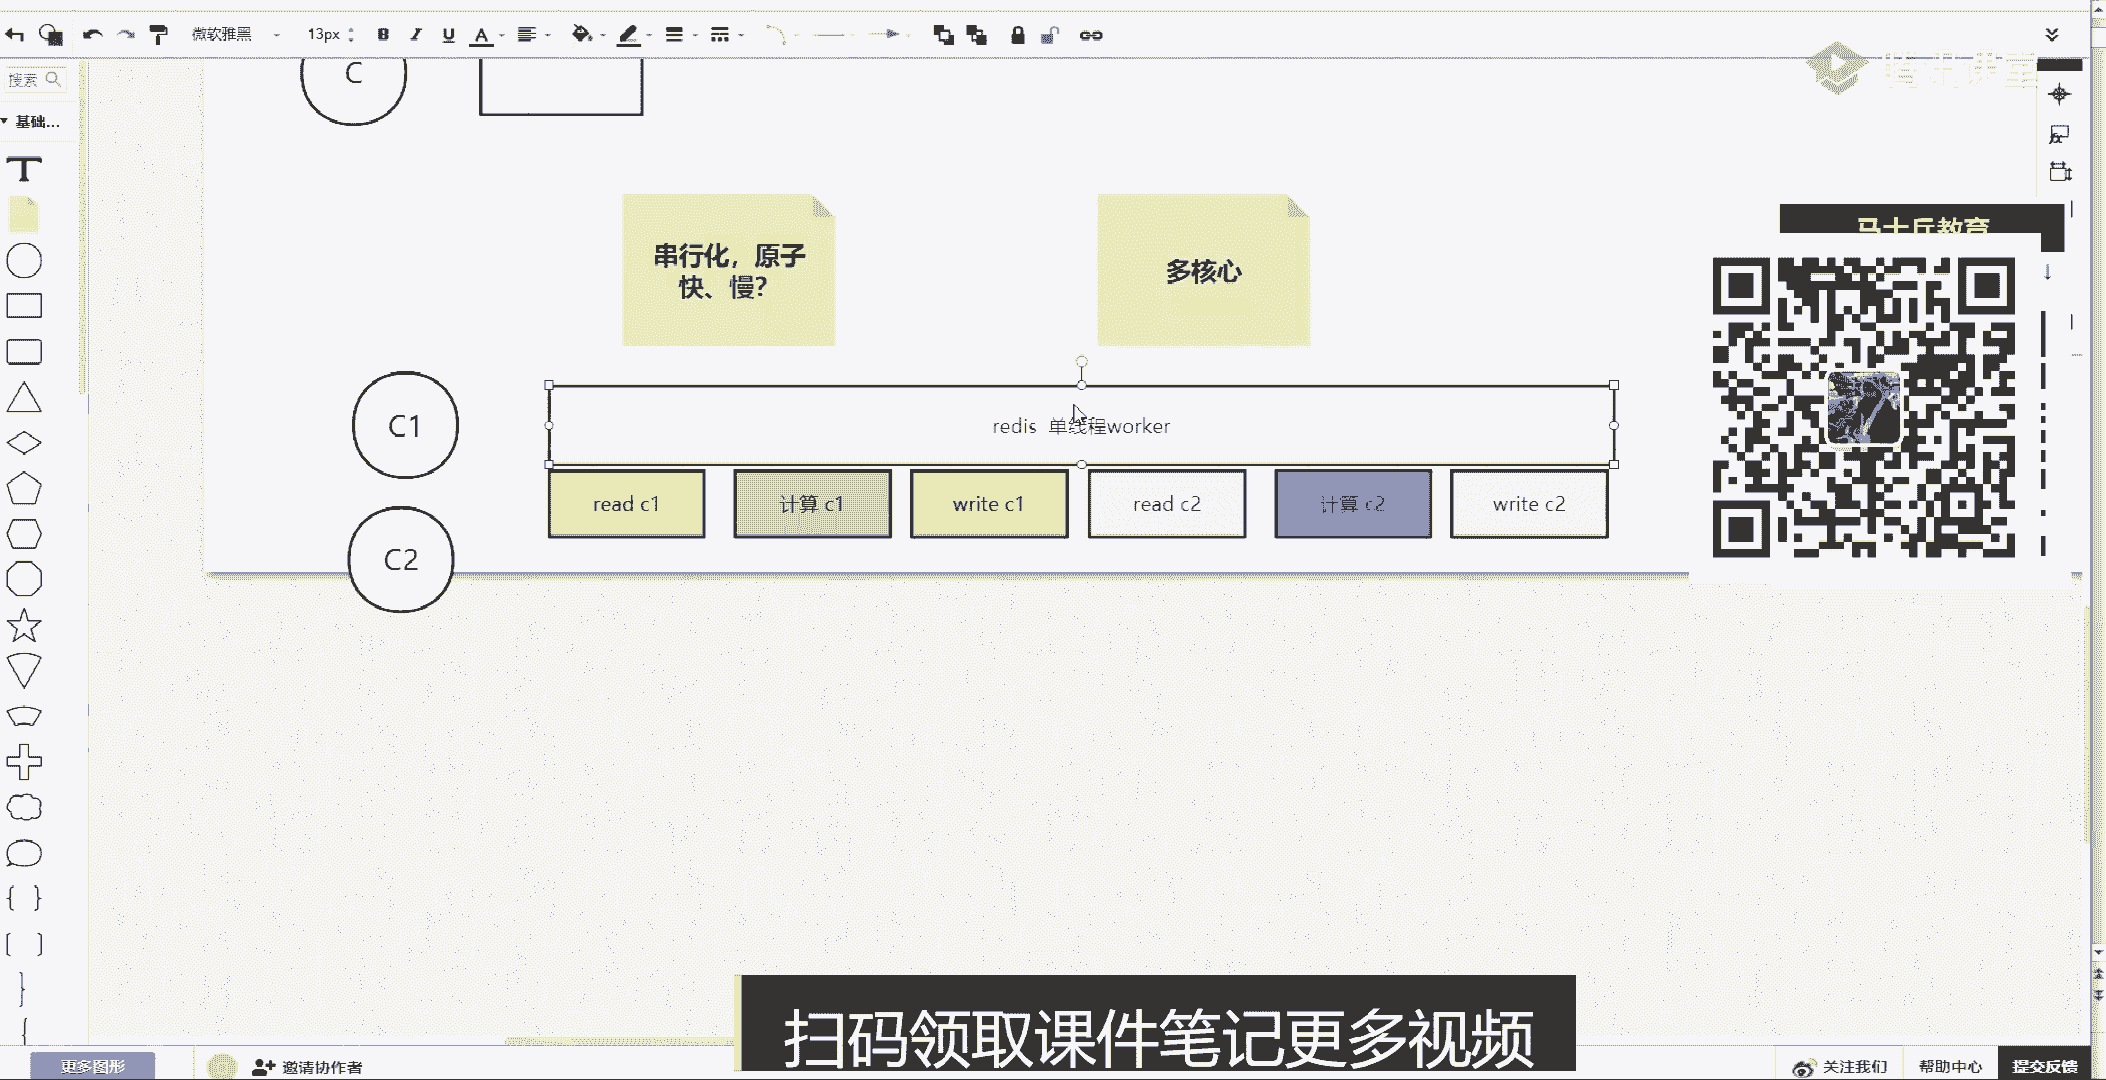 微软雅黑 13px B I U A
搜索
基础...
T
C
马士兵教育
串行化，原子
快、慢？
多核心
C1
redis 单线程worker
read c1
计算 c1
write c1
read c2
计算 c2
write c2
C2
扫码领取课件笔记更多视频
更多图形
邀请协作者
关注我们
帮助中心
提交反馈